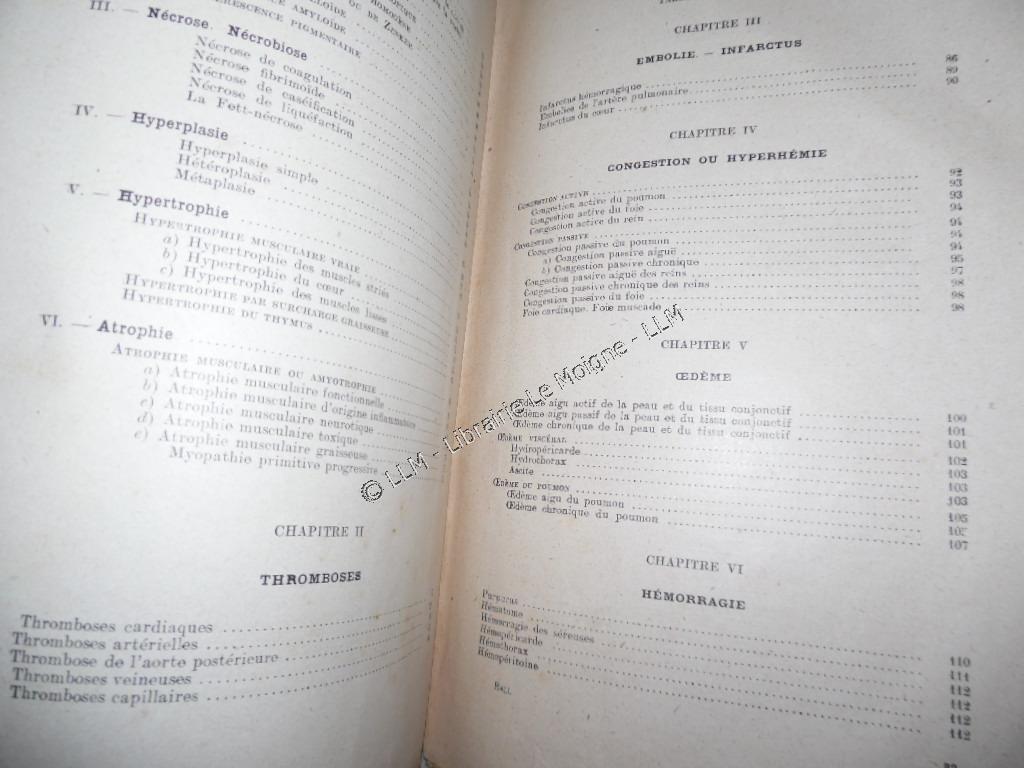 OU DE ZENKER
AMYLOÏDE
PIGMENTAIRE
III. — Nécrose. Nécrobiose
Nécrose de coagulation
Nécrose fibrinoïde
Nécrose de caséification
Nécrose de liquéfaction
La Fett-nécrose
IV. — Hyperplasie
Hyperplasie simple
Hétéroplasie
Métaplasie
V. — Hypertrophie
HYPERTROPHIE MUSCULAIRE VRAIE
a) Hypertrophie des muscles striés
b) Hypertrophie du cœur
c) Hypertrophie des muscles lisses
HYPERTROPHIE PAR SURCHARGE GRAISSEUSE
HYPERTROPHIE DU THYMUS
VI. — Atrophie
ATROPHIE MUSCULAIRE OU AMYOTROPHIE
a) Atrophie musculaire fonctionnelle
b) Atrophie musculaire d'origine inflammatoire
c) Atrophie musculaire neurotique
d) Atrophie musculaire toxique
e) Atrophie musculaire graisseuse
Myopathie primitive progressive
CHAPITRE II
THROMBOSES
Thromboses cardiaques
Thromboses artérielles
Thrombose de l'aorte postérieure
Thromboses veineuses
Thromboses capillaires
CHAPITRE III
EMBOLIE. — INFARCTUS
Infarctus hémorragique 86
Embolies de l'artère pulmonaire 89
Infarctus du cœur 90
CHAPITRE IV
CONGESTION OU HYPERHÉMIE
CONGESTION ACTIVE 92
Congestion active du poumon 93
Congestion active du foie 93
Congestion active du rein 94
CONGESTION PASSIVE 94
Congestion passive du poumon 94
a) Congestion passive aiguë 94
b) Congestion passive chronique 95
Congestion passive aiguë des reins 97
Congestion passive chronique des reins 98
Congestion passive du foie 98
Foie cardiaque. Foie muscade 98
CHAPITRE V
ŒDÈME
Œdème aigu actif de la peau et du tissu conjonctif 100
Œdème aigu passif de la peau et du tissu conjonctif 101
Œdème chronique de la peau et du tissu conjonctif 101
ŒDÈME VISCÉRAL 102
Hydropéricarde 103
Hydrothorax 103
Ascite 103
ŒDÈME DU POUMON 105
Œdème aigu du poumon 107
Œdème chronique du poumon 107
CHAPITRE VI
HÉMORRAGIE
Purpuras 110
Hématome 111
Hémorragie des séreuses 112
Hémopéricarde 112
Hémothorax 112
Hémopéritoine 112
BALL
© LLM - Librairie Le Moigne - LLM